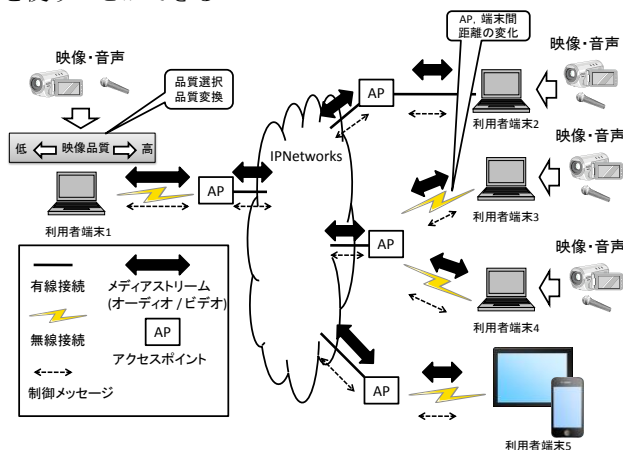 映像・音声
品質選択
品質変換
低 映像品質 高
利用者端末1
AP
IPNetworks
AP
AP, 端末間
距離の変化
映像・音声
利用者端末2
映像・音声
利用者端末3
AP
映像・音声
利用者端末4
AP
利用者端末5
有線接続
メディアストリーム
(オーディオ / ビデオ)
無線接続
AP
アクセスポイント
制御メッセージ